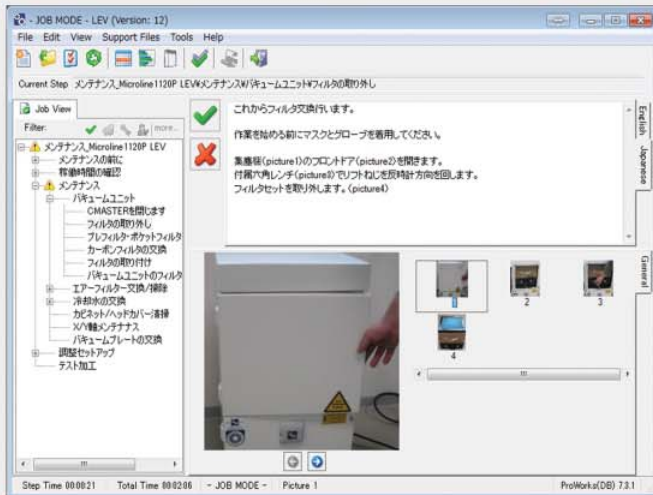 - JOB MODE - LEV (Version: 12)
File Edit View Support Files Tools Help
Current Step メンテナンス_Microline1120P LEV¥メンテナンス¥バキュームユニット¥フィルタの取り外し
Job View
Filter: more...
メンテナンス_Microline1120P LEV
メンテナンスの前に
稼働時間の確認
メンテナンス
バキュームユニット
CMASTERを閉じます
フィルタの取り外し
プレフィルタ・ポケットフィルタ
カーボンフィルタの交換
フィルタの取り付け
バキュームユニットのフィルタ
エアーフィルター交換/掃除
冷却水の交換
カビネット/ヘッドカバー清掃
X/Y軸メンテナナス
バキュームプレートの交換
調整セットアップ
テスト加工
これからフィルタ交換行います。
作業を始める前にマスクとグローブを着用してください。
集塵機(picture1)のフロントドア(picture2)を開きます。
付属六角レンチ(picture3)でリフトねじを反時計方向を回します。
フィルタセットを取り外します。(picture4)
English
Japanese
General
1
2
3
4
Step Time 00:00:21 Total Time 00:02:06 - JOB MODE - Picture 1 ProWorks(DB) 7.3.1